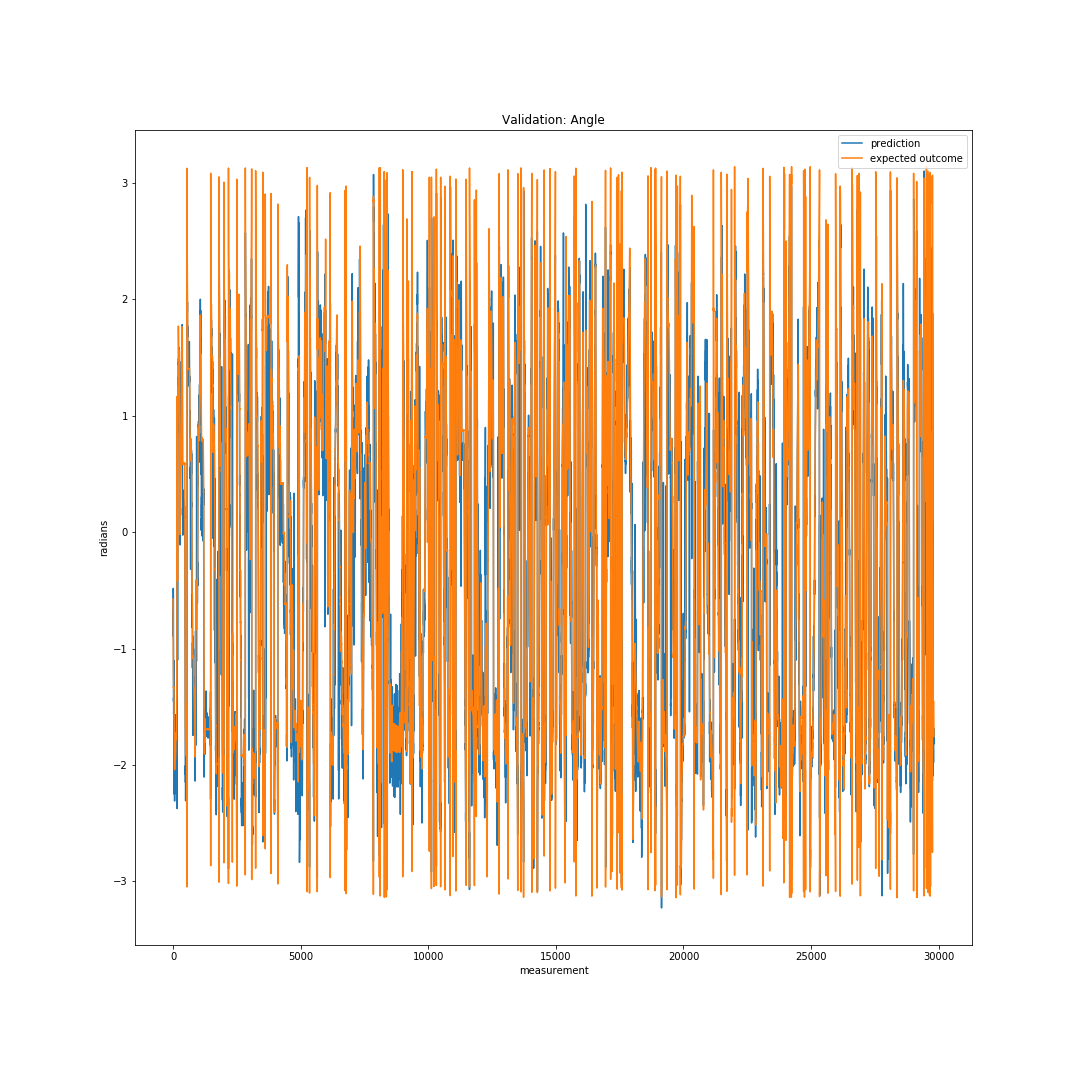 Validation: Angle
prediction
expected outcome
3
2
1
0
−1
−2
−3
radians
0
5000
10000
15000
20000
25000
30000
measurement